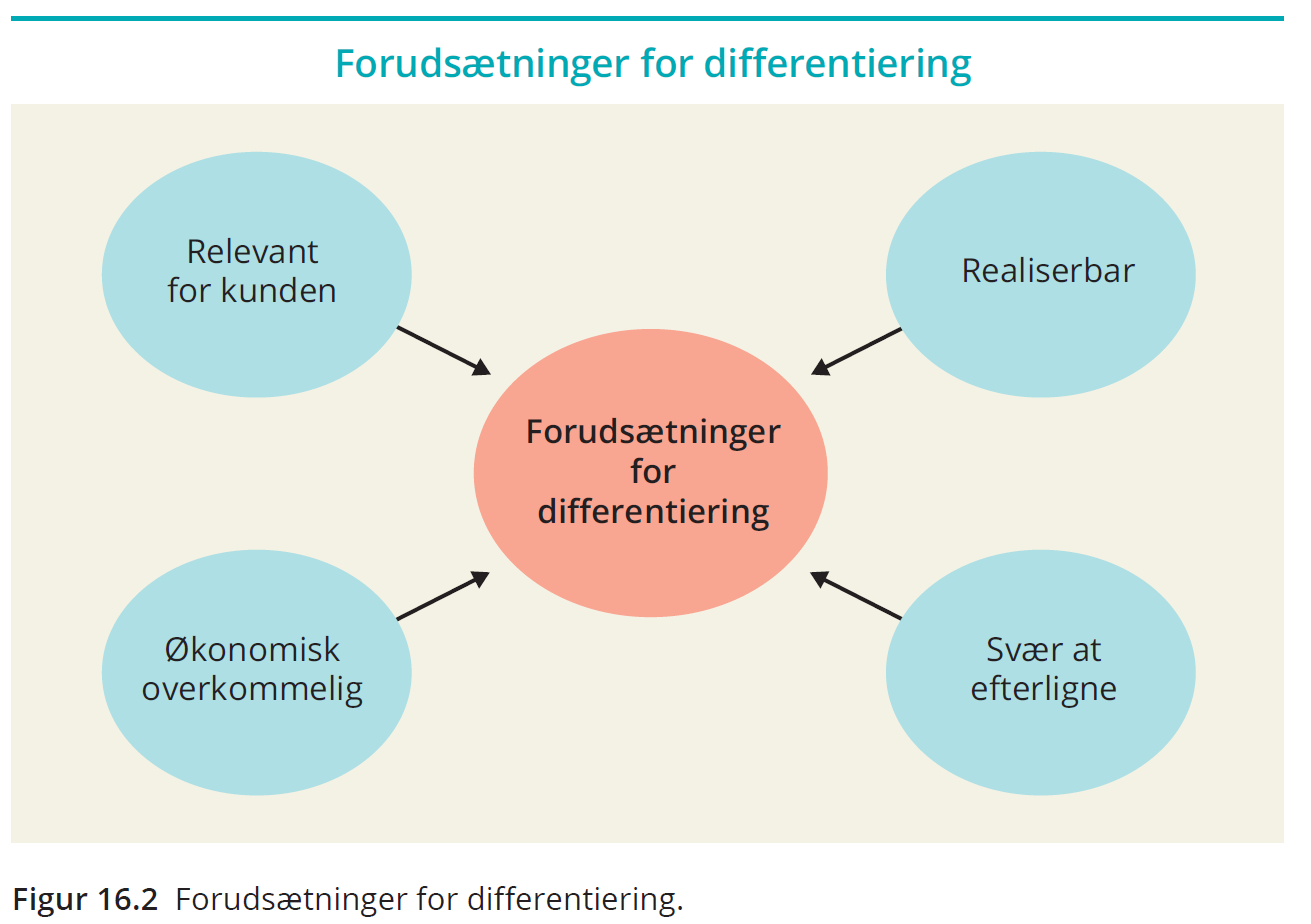 Forudsætninger for differentiering
Relevant
for kunden
Realiserbar
Forudsætninger
for
differentiering
Økonomisk
overkommelig
Svær at
efterligne
Figur 16.2 Forudsætninger for differentiering.